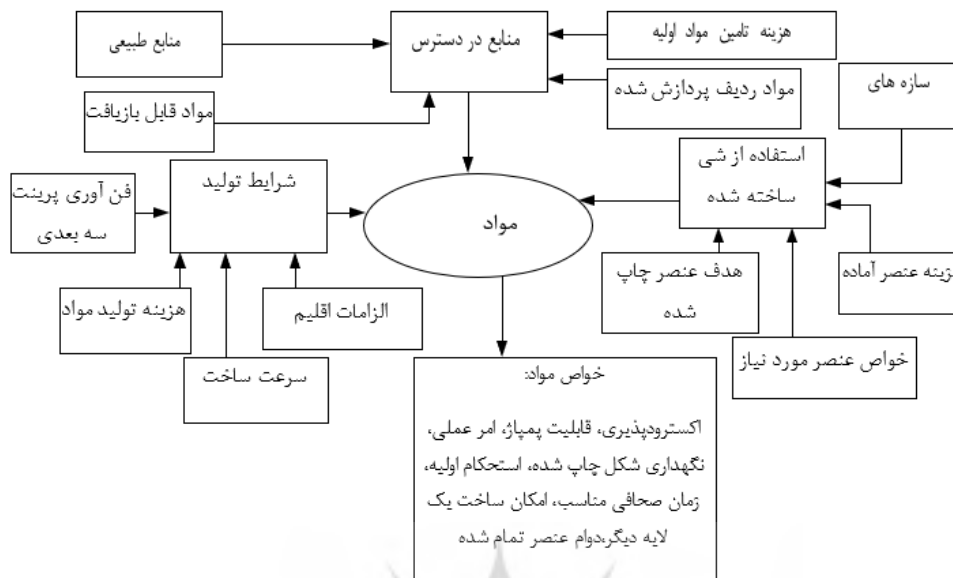 منابع طبیعی
منابع در دسترس
هزینه تامین مواد اولیه
مواد قابل بازیافت
مواد ردیف پردازش شده
سازه های
فن آوری پرینت
سه بعدی
شرایط تولید
مواد
استفاده از شی
ساخته شده
هزینه تولید مواد
الزامات اقلیم
سرعت ساخت
هدف عنصر چاپ
شده
زینه عنصر آماده
خواص عنصر مورد نیاز
خواص مواد:
اکسترودپذیری، قابلیت پمپاژ، امر عملی،
نگهداری شکل چاپ شده، استحکام اولیه،
زمان صحافی مناسب، امکان ساخت یک
لایه دیگر،دوام عنصر تمام شده